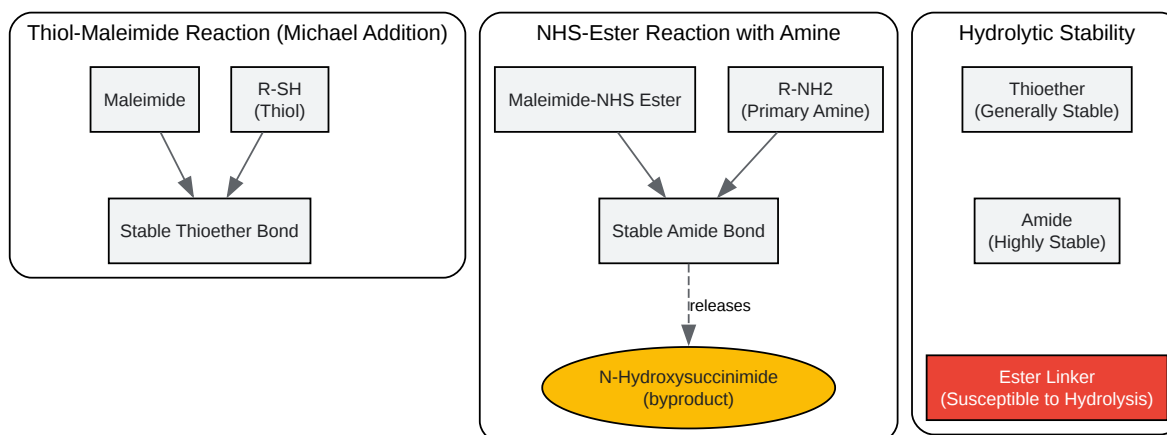 Thiol-Maleimide Reaction (Michael Addition)
Maleimide
R-SH
(Thiol)
Stable Thioether Bond
NHS-Ester Reaction with Amine
Maleimide-NHS Ester
R-NH2
(Primary Amine)
Stable Amide Bond
releases
N-Hydroxysuccinimide
(byproduct)
Hydrolytic Stability
Thioether
(Generally Stable)
Amide
(Highly Stable)
Ester Linker
(Susceptible to Hydrolysis)